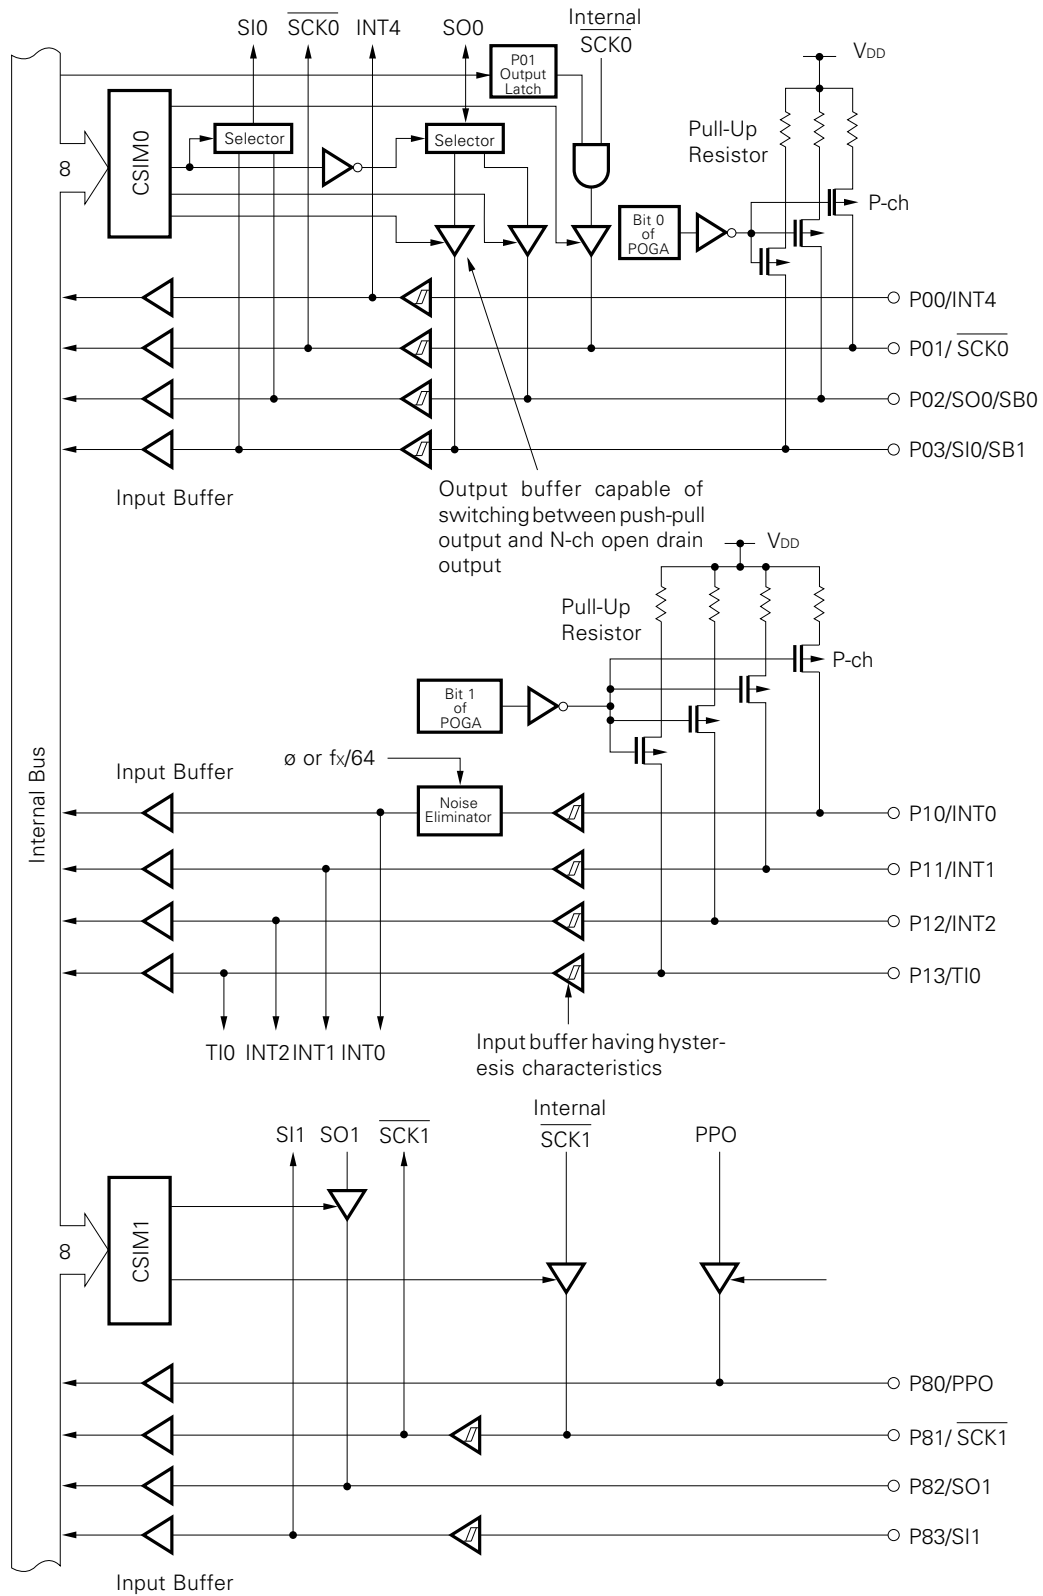 SI0 SCK0 INT4 SO0 Internal
SCK0
P01
Output
Latch
VDD
8
CSIM0
Selector
Selector
Pull-Up
Resistor
Bit 0
of
POGA
P-ch
P00/INT4
P01/ SCK0
P02/SO0/SB0
P03/SI0/SB1
Input Buffer
Output buffer capable of
switching between push-pull
output and N-ch open drain
output
VDD
Pull-Up
Resistor
P-ch
Bit 1
of
POGA
Internal Bus
Input Buffer
ø or fx/64
Noise
Eliminator
P10/INT0
P11/INT1
P12/INT2
P13/TI0
TI0 INT2 INT1 INT0
Input buffer having hyster-
esis characteristics
SI1 SO1 SCK1 Internal
SCK1
PPO
8
CSIM1
P80/PPO
P81/ SCK1
P82/SO1
P83/SI1
Input Buffer